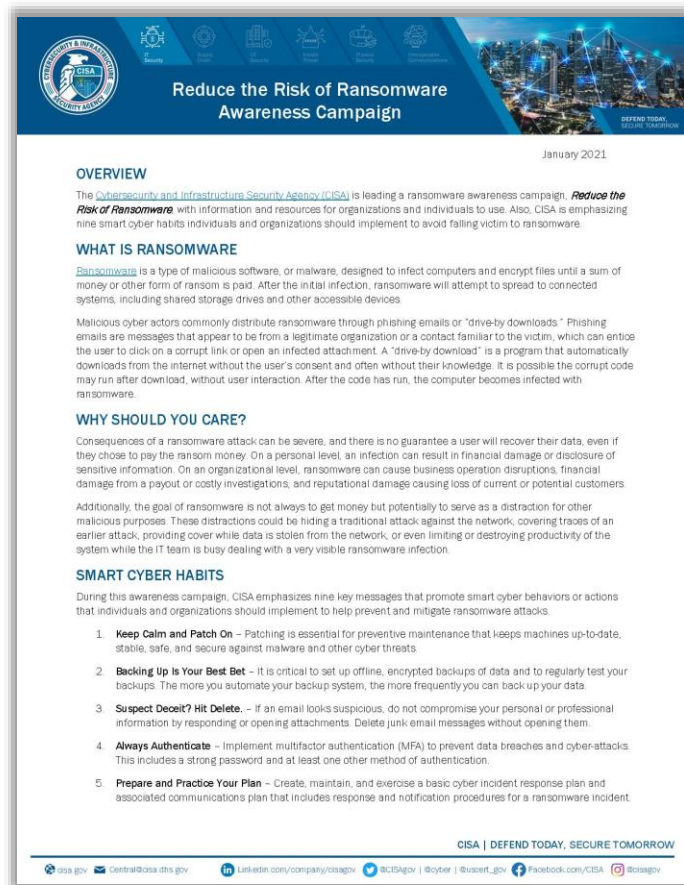 IT
Security
Reduce the Risk of Ransomware
Awareness Campaign
CYBERSECURITY & INFRASTRUCTURE
CISA
SECURITY AGENCY
DEFEND TODAY,
SECURE TOMORROW
January 2021
OVERVIEW
The Cybersecurity and Infrastructure Security Agency (CISA) is leading a ransomware awareness campaign, Reduce the
Risk of Ransomware, with information and resources for organizations and individuals to use. Also, CISA is emphasizing
nine smart cyber habits individuals and organizations should implement to avoid falling victim to ransomware.
WHAT IS RANSOMWARE
Ransomware is a type of malicious software, or malware, designed to infect computers and encrypt files until a sum of
money or other form of ransom is paid. After the initial infection, ransomware will attempt to spread to connected
systems, including shared storage drives and other accessible devices.
Malicious cyber actors commonly distribute ransomware through phishing emails or “drive-by downloads.” Phishing
emails are messages that appear to be from a legitimate organization or a contact familiar to the victim, which can entice
the user to click on a corrupt link or open an infected attachment. A “drive-by download” is a program that automatically
downloads from the internet without the user's consent and often without their knowledge. It is possible the corrupt code
may run after download, without user interaction. After the code has run, the computer becomes infected with
ransomware.
WHY SHOULD YOU CARE?
Consequences of a ransomware attack can be severe, and there is no guarantee a user will recover their data, even if
they chose to pay the ransom money. On a personal level, an infection can result in financial damage or disclosure of
sensitive information. On an organizational level, ransomware can cause business operation disruptions, financial
damage from a payout or costly investigations, and reputational damage causing loss of current or potential customers.
Additionally, the goal of ransomware is not always to get money but potentially to serve as a distraction for other
malicious purposes. These distractions could be hiding a traditional attack against the network, covering traces of an
earlier attack, providing cover while data is stolen from the network, or even limiting or destroying productivity of the
system while the IT team is busy dealing with a very visible ransomware infection.
SMART CYBER HABITS
During this awareness campaign, CISA emphasizes nine key messages that promote smart cyber behaviors or actions
that individuals and organizations should implement to help prevent and mitigate ransomware attacks.
1. Keep Calm and Patch On – Patching is essential for preventive maintenance that keeps machines up-to-date,
stable, safe, and secure against malware and other cyber threats.
2. Backing Up Is Your Best Bet – It is critical to set up offline, encrypted backups of data and to regularly test your
backups. The more you automate your backup system, the more frequently you can back up your data.
3. Suspect Deceit? Hit Delete. – If an email looks suspicious, do not compromise your personal or professional
information by responding or opening attachments. Delete junk email messages without opening them.
4. Always Authenticate – Implement multifactor authentication (MFA) to prevent data breaches and cyber-attacks.
This includes a strong password and at least one other method of authentication.
5. Prepare and Practice Your Plan – Create, maintain, and exercise a basic cyber incident response plan and
associated communications plan that includes response and notification procedures for a ransomware incident.
CISA | DEFEND TODAY, SECURE TOMORROW
cisa.gov Central@cisa.dhs.gov Linkedin.com/company/cisagov @CISAgov | @cyber | @uscert_gov Facebook.com/CISA @cisagov